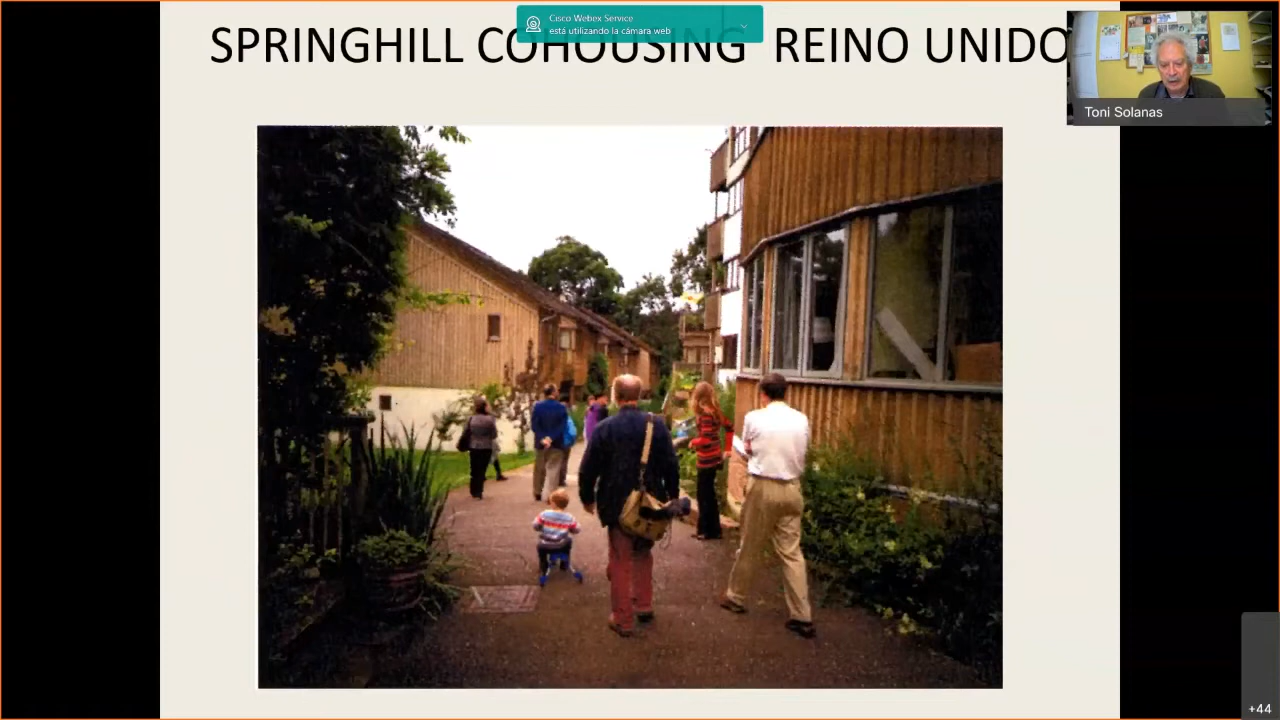 Cisco Webex Service
está utilizando la cámara web
SPRINGHILL COHOUSING REINO UNIDO
Toni Solanas
+44